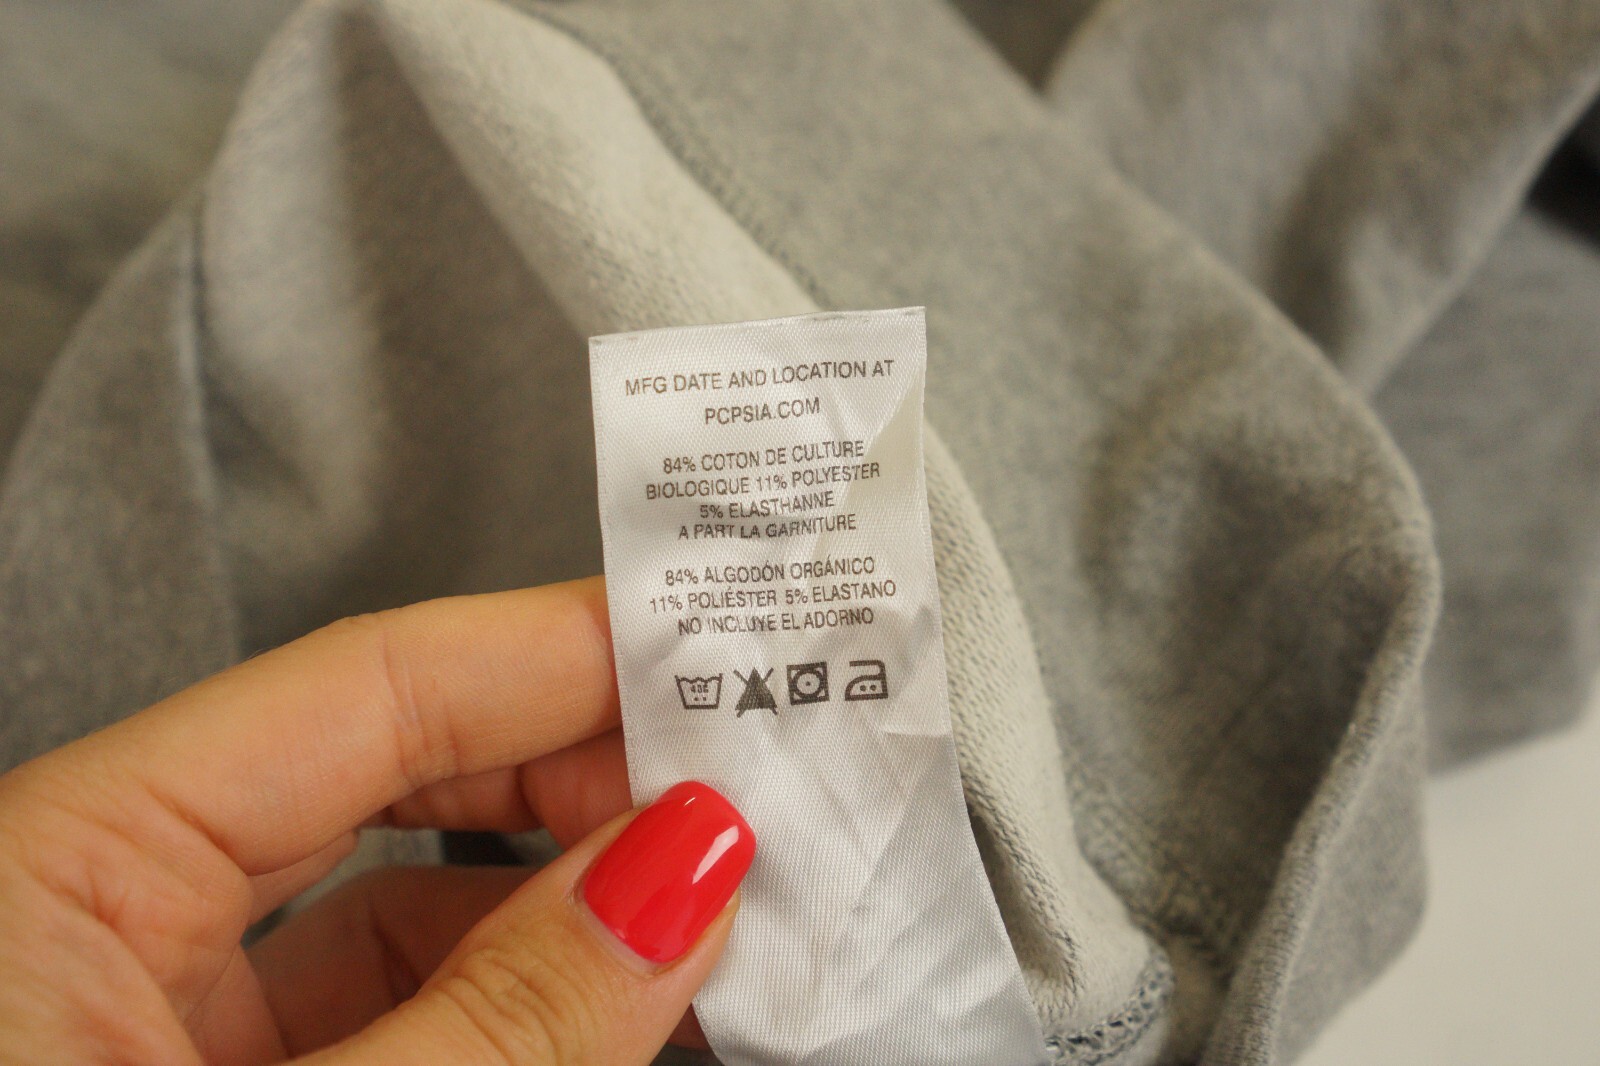 MFG DATE AND LOCATION AT
PCPSIA.COM
84% COTON DE CULTURE
BIOLOGIQUE 11% POLYESTER
5% ELASTHANNE
A PART LA GARNITURE
84% ALGODÓN ORGÁNICO
11% POLIÉSTER 5% ELASTANO
NO INCLUYE EL ADORNO